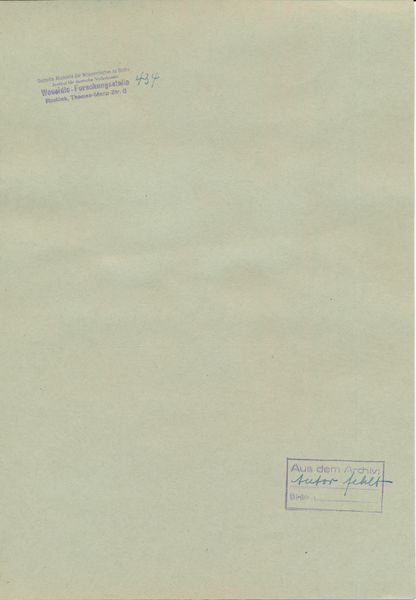 Deutsche Akademie der Wissenschaften zu Berlin
Institut für deutsche Volkskunde
Wossidlo-Forschungsstelle
Rostock, Thomas-Mann-Str. 6
434
Aus dem Archiv:
Autor fehlt